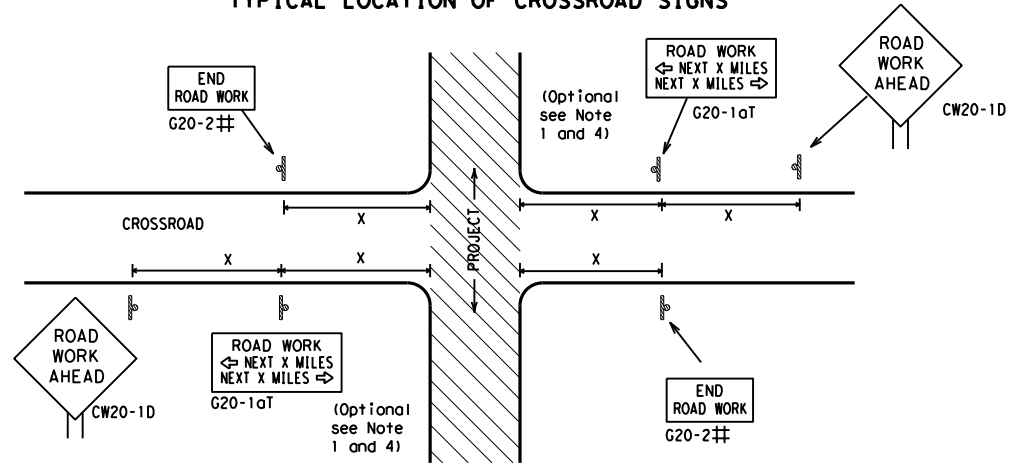 TYPICAL LOCATION OF CROSSROAD SIGNS
END
ROAD WORK
G20-2#
(Optional
see Note
1 and 4)
ROAD WORK
⇦ NEXT X MILES
NEXT X MILES ⇨
G20-1aT
ROAD
WORK
AHEAD
CW20-1D
X
X
X
CROSSROAD
PROJECT
X
X
X
ROAD
WORK
AHEAD
CW20-1D
ROAD WORK
⇦ NEXT X MILES
NEXT X MILES ⇨
G20-1aT
(Optional
see Note
1 and 4)
END
ROAD WORK
G20-2#